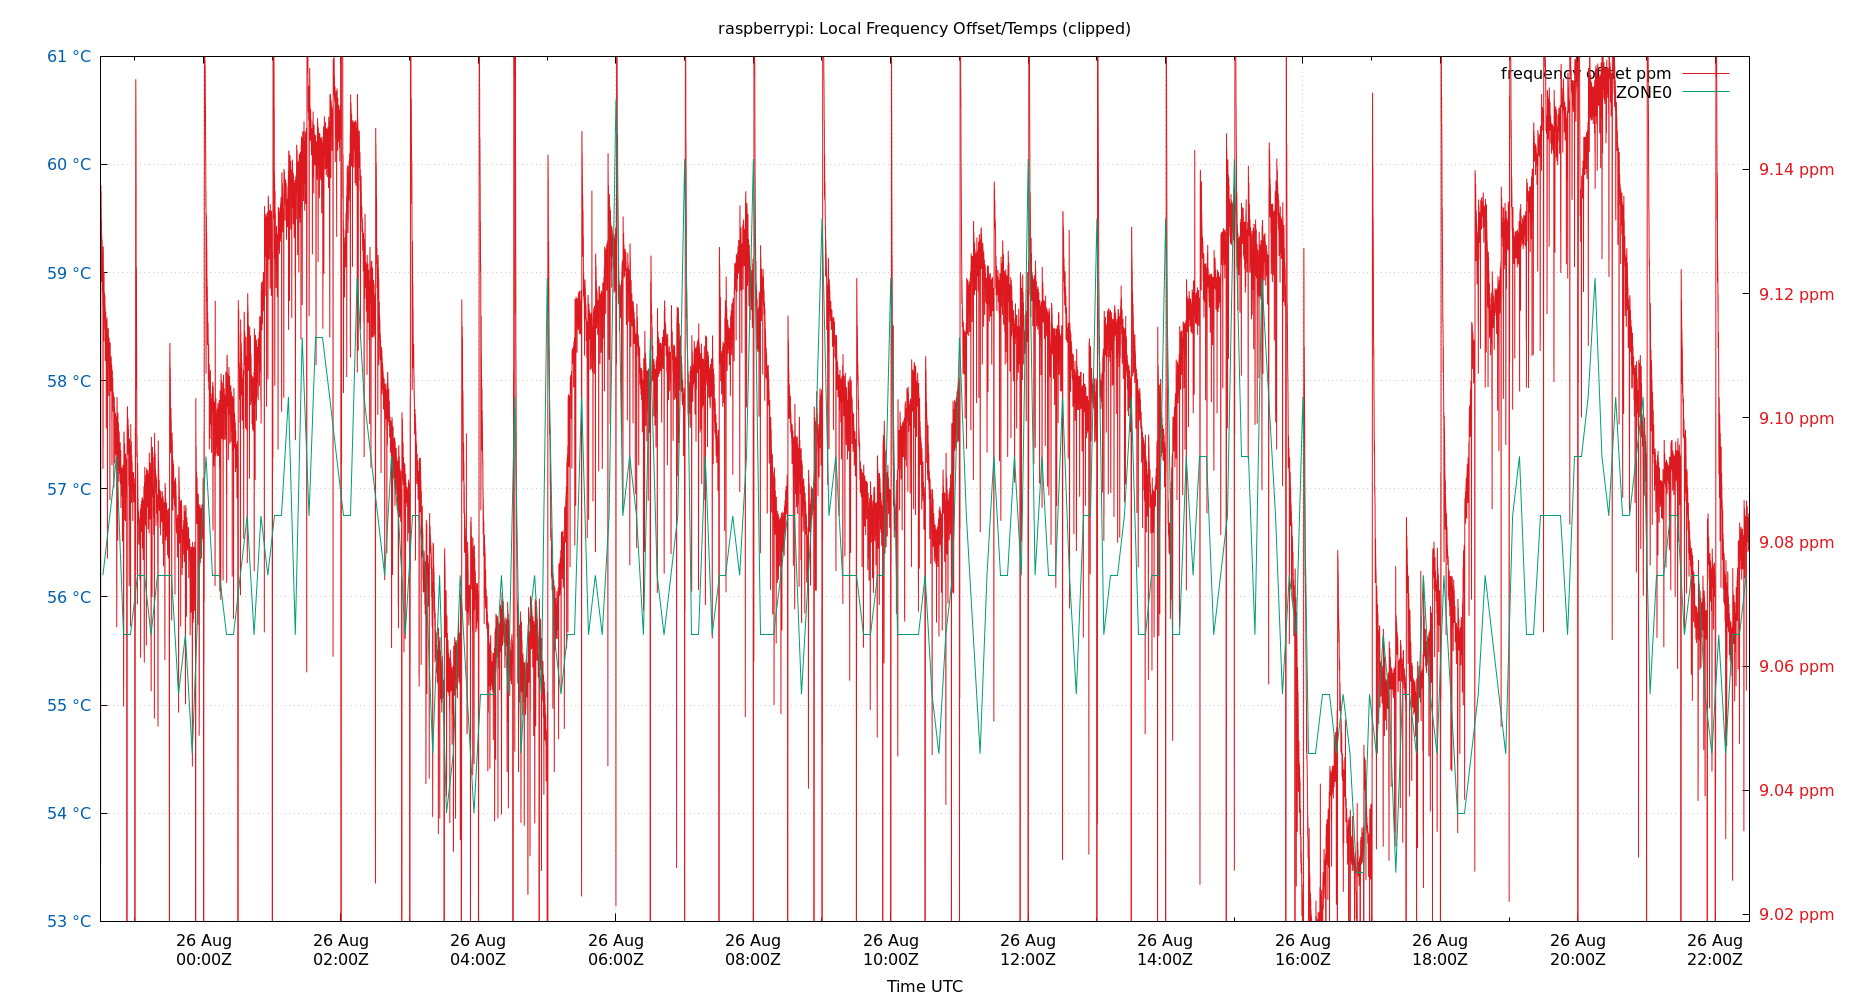 raspberrypi: Local Frequency Offset/Temps (clipped)
61 °C
60 °C
59 °C
58 °C
57 °C
56 °C
55 °C
54 °C
53 °C
frequency offset ppm
ZONE0
9.14 ppm
9.12 ppm
9.10 ppm
9.08 ppm
9.06 ppm
9.04 ppm
9.02 ppm
26 Aug 26 Aug 26 Aug 26 Aug 26 Aug 26 Aug 26 Aug 26 Aug 26 Aug 26 Aug 26 Aug 26 Aug
00:00Z 02:00Z 04:00Z 06:00Z 08:00Z 10:00Z 12:00Z 14:00Z 16:00Z 18:00Z 20:00Z 22:00Z
Time UTC